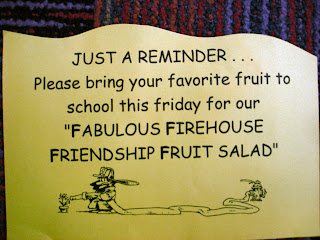 JUST A REMINDER . . .
Please bring your favorite fruit to
school this friday for our
"FABULOUS FIREHOUSE
FRIENDSHIP FRUIT SALAD"